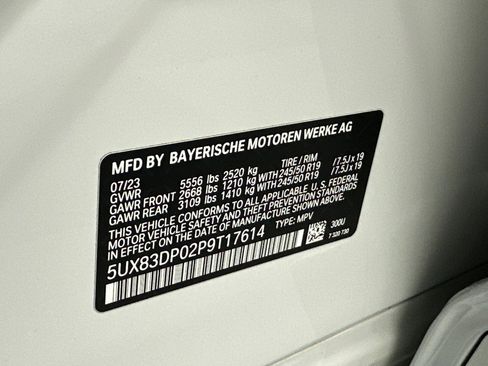 MFD BY BAYERISCHE MOTOREN WERKE AG
07/23 TIRE / RIM
GVWR 5556 lbs 2520 kg
GAWR FRONT 2668 lbs 1210 kg WITH 245/50 R19 /7.5J x 19
GAWR REAR 3109 lbs 1410 kg WITH 245/50 R19 /7.5J x 19
THIS VEHICLE CONFORMS TO ALL APPLICABLE U.S. FEDERAL
MOTOR VEHICLE SAFETY AND THEFT PREVENTION STANDARDS
IN EFFECT ON THE DATE OF MANUFACTURE SHOWN ABOVE.
5UX83DP02P9T17614 TYPE: MPV
300U